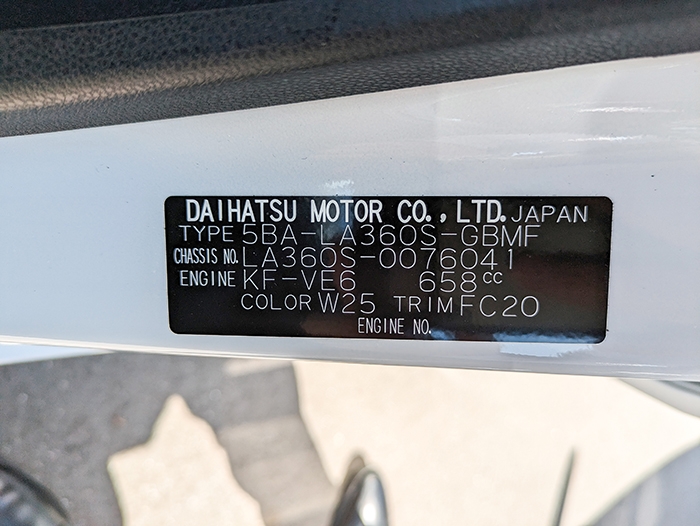 DAIHATSU MOTOR CO., LTD. JAPAN
TYPE 5BA-LA360S-GBMF
CHASSIS NO. LA360S-0076041
ENGINE KF-VE6 658cc
COLOR W25 TRIM FC20
ENGINE NO.